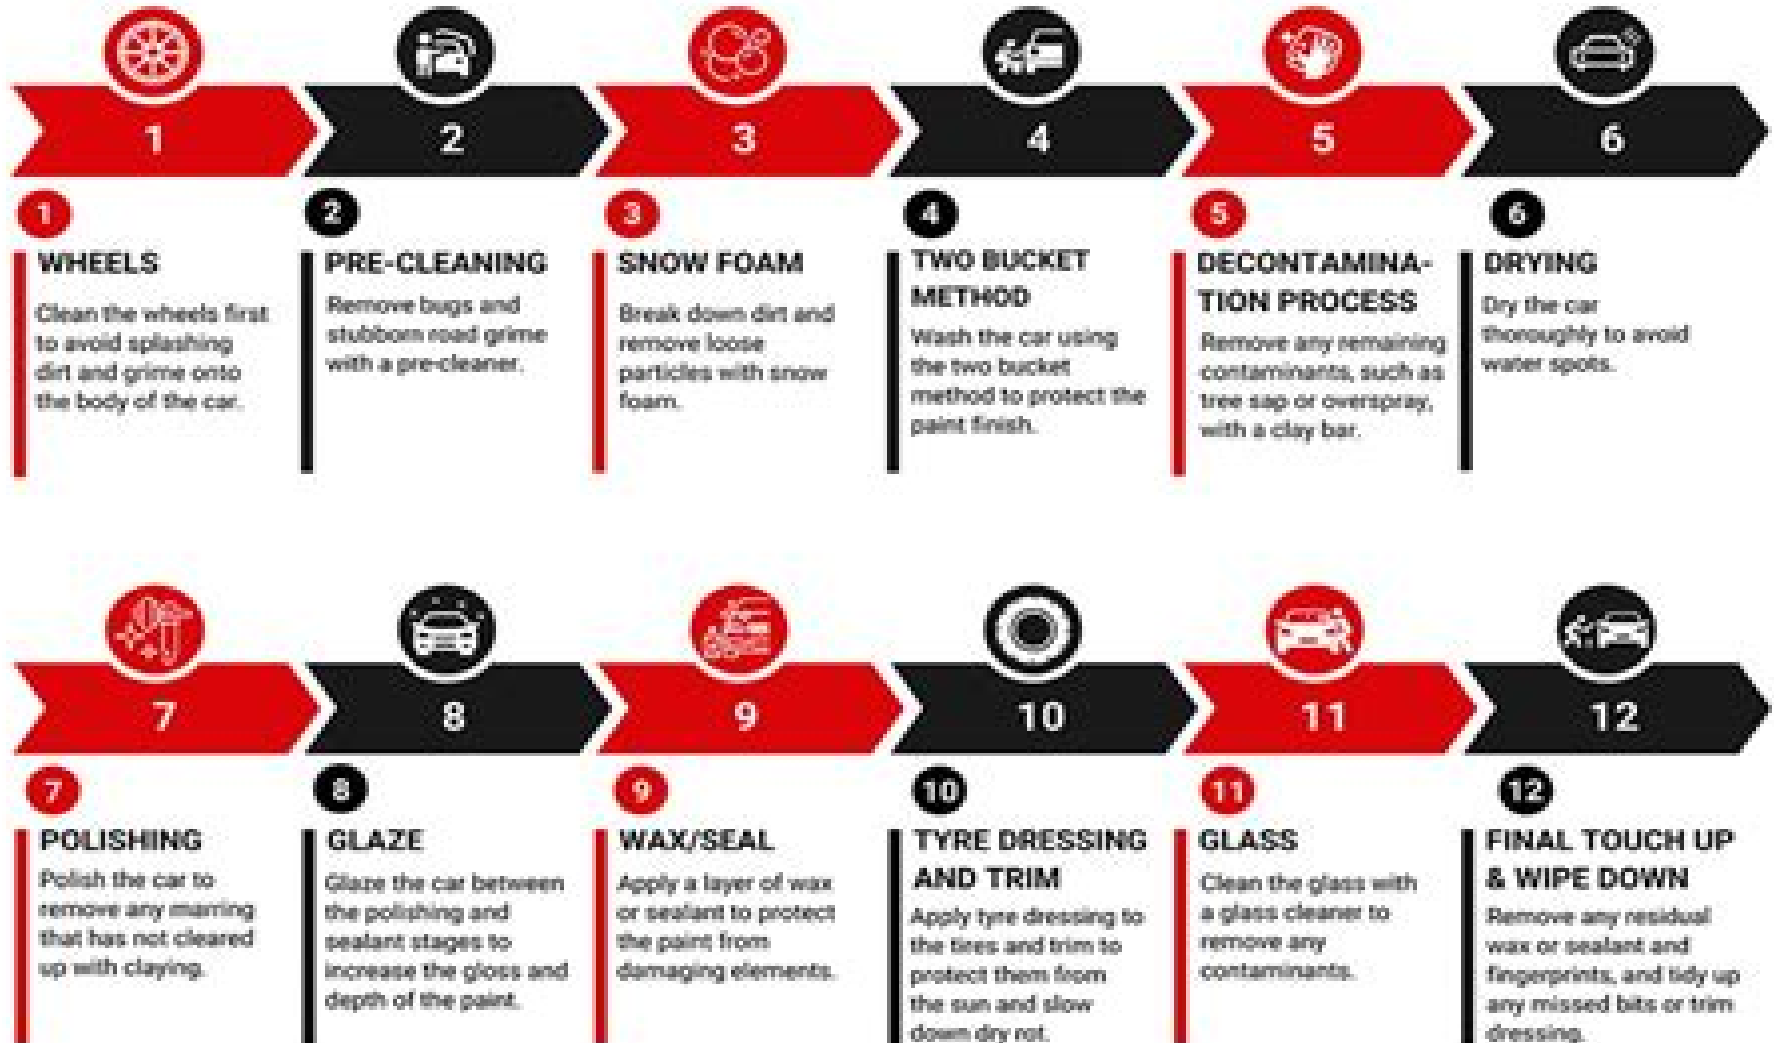 1
2
3
4
5
6
1
WHEELS
Clean the wheels first
to avoid splashing
dirt and grime onto
the body of the car.
2
PRE-CLEANING
Remove bugs and
stubborn road grime
with a pre-cleaner.
3
SNOW FOAM
Break down dirt and
remove loose
particles with snow
foam.
4
TWO BUCKET
METHOD
Wash the car using
the two bucket
method to protect the
paint finish.
5
DECONTAMINA-
TION PROCESS
Remove any remaining
contaminants, such as
tree sap or overspray,
with a clay bar.
6
DRYING
Dry the car
thoroughly to avoid
water spots.
7
8
9
10
11
12
7
POLISHING
Polish the car to
remove any marring
that has not cleared
up with claying.
8
GLAZE
Glaze the car between
the polishing and
sealant stages to
increase the gloss and
depth of the paint.
9
WAX/SEAL
Apply a layer of wax
or sealant to protect
the paint from
damaging elements.
10
TYRE DRESSING
AND TRIM
Apply tyre dressing to
the tires and trim to
protect them from
the sun and slow
down dry rot.
11
GLASS
Clean the glass with
a glass cleaner to
remove any
contaminants.
12
FINAL TOUCH UP
& WIPE DOWN
Remove any residual
wax or sealant and
fingerprints, and tidy up
any missed bits or trim
dressing.